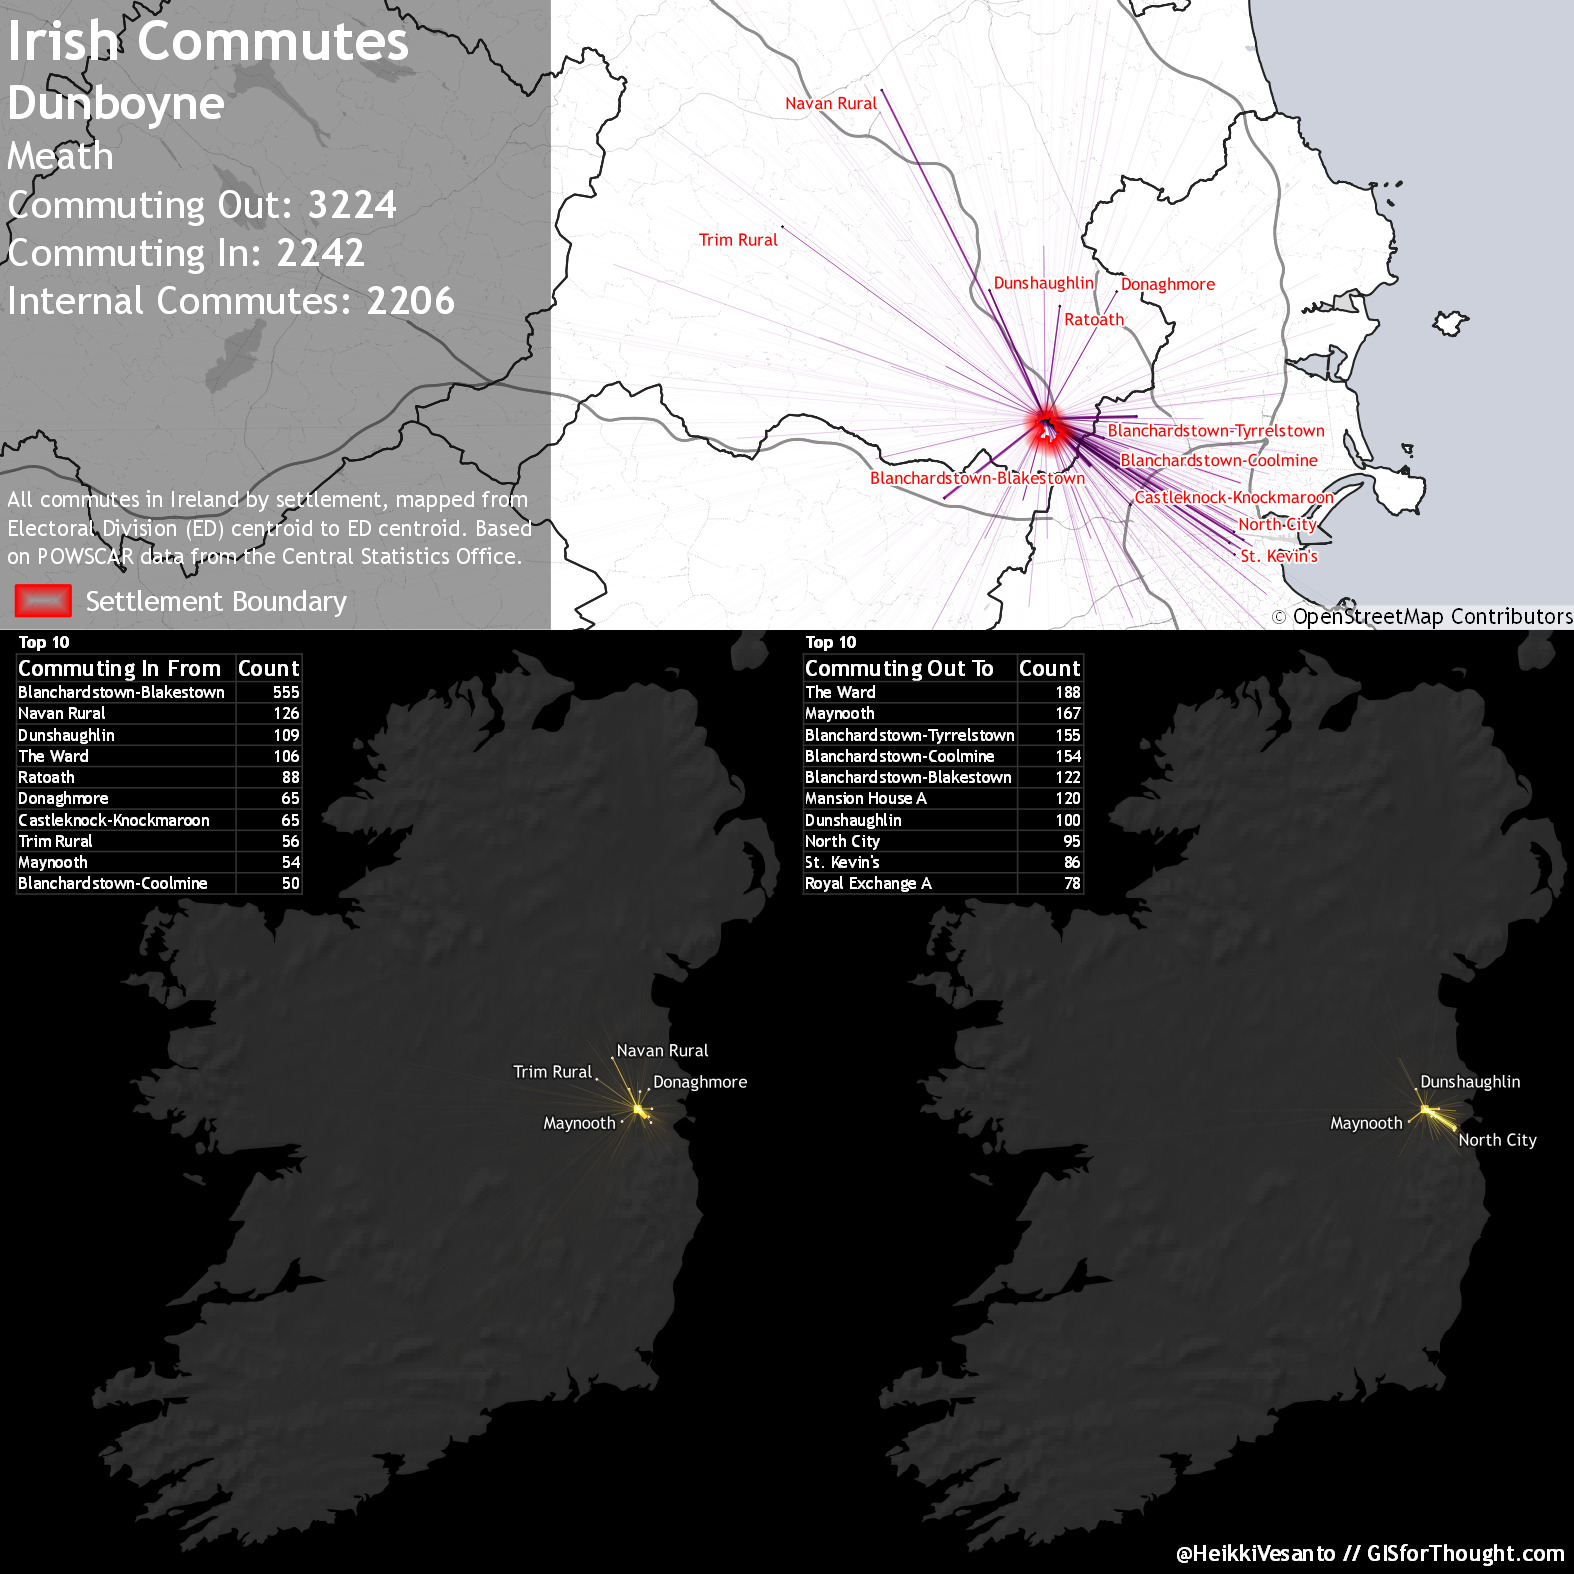 Irish Commutes
Dunboyne
Meath
Commuting Out: 3224
Commuting In: 2242
Internal Commutes: 2206
All commutes in Ireland by settlement, mapped from
Electoral Division (ED) centroid to ED centroid. Based
on POWSCAR data from the Central Statistics Office.
Settlement Boundary
Navan Rural
Trim Rural
Dunshaughlin
Donaghmore
Ratoath
Blanchardstown-Tyrrelstown
Blanchardstown-Coolmine
Blanchardstown-Blakestown
Castleknock-Knockmaroon
North City
St. Kevin's
© OpenStreetMap Contributors
Top 10
Commuting In From Count
Blanchardstown-Blakestown 555
Navan Rural 126
Dunshaughlin 109
The Ward 106
Ratoath 88
Donaghmore 65
Castleknock-Knockmaroon 65
Trim Rural 56
Maynooth 54
Blanchardstown-Coolmine 50
Navan Rural
Trim Rural
Donaghmore
Maynooth
Top 10
Commuting Out To Count
The Ward 188
Maynooth 167
Blanchardstown-Tyrrelstown 155
Blanchardstown-Coolmine 154
Blanchardstown-Blakestown 122
Mansion House A 120
Dunshaughlin 100
North City 95
St. Kevin's 86
Royal Exchange A 78
Dunshaughlin
Maynooth
North City
@HeikkiVesanto // GISforThought.com